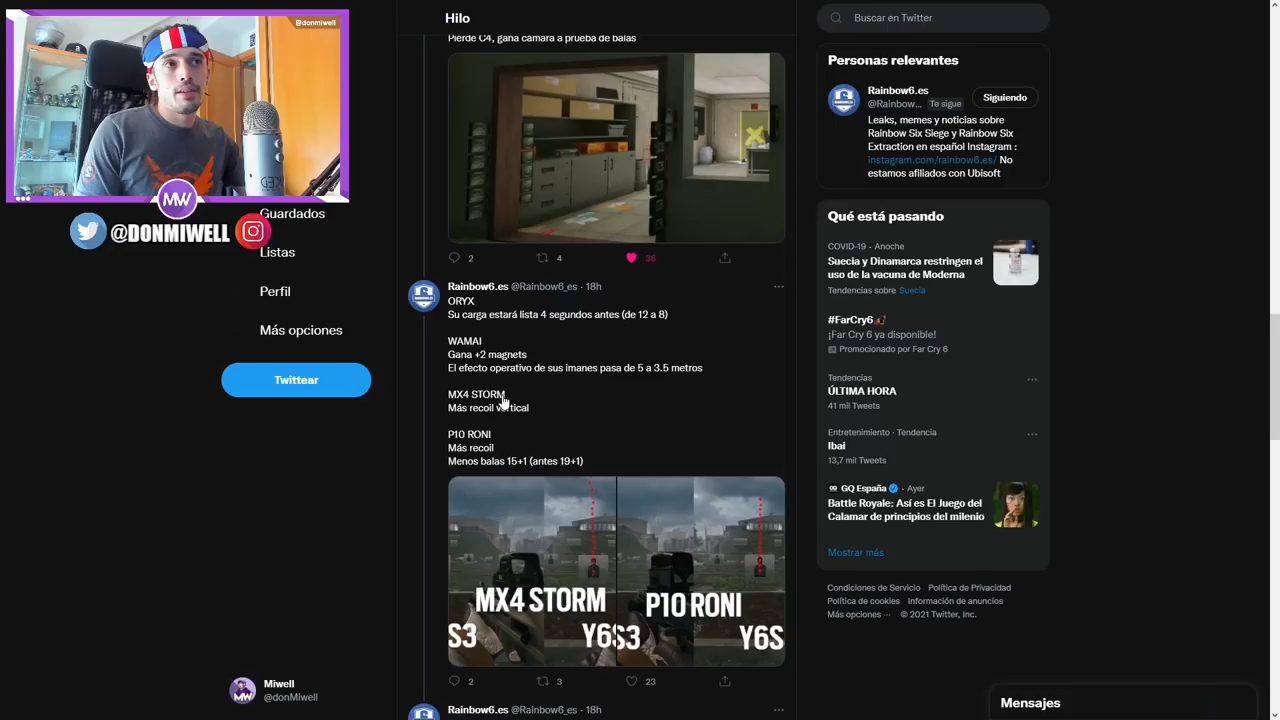 @donmiwell
MW
@DONMIWELL
Guardados
Listas
Perfil
Más opciones
Twittear
Miwell
@donMiwell
Hilo
Pierde C4, gana cámara a prueba de balas
2 4 36
Rainbow6.es @Rainbow6_es · 18h
ORYX
Su carga estará lista 4 segundos antes (de 12 a 8)
WAMAI
Gana +2 magnets
El efecto operativo de sus imanes pasa de 5 a 3.5 metros
MX4 STORM
Más recoil vertical
P10 RONI
Más recoil
Menos balas 15+1 (antes 19+1)
MX4 STORM
S3 Y6S
P10 RONI
S3 Y6S
2 3 23
Rainbow6.es @Rainbow6_es · 18h
Buscar en Twitter
Personas relevantes
Rainbow6.es
@Rainbow... Te sigue
Siguiendo
Leaks, memes y noticias sobre
Rainbow Six Siege y Rainbow Six
Extraction en español Instagram :
instagram.com/rainbow6.es/ No
estamos afiliados con Ubisoft
Qué está pasando
COVID-19 · Anoche
Suecia y Dinamarca restringen el
uso de la vacuna de Moderna
Tendencias sobre Suecia
#FarCry6
¡Far Cry 6 ya disponible!
Promocionado por Far Cry 6
Tendencias
ÚLTIMA HORA
41 mil Tweets
Entretenimiento · Tendencia
Ibai
13,7 mil Tweets
GQ España · Ayer
Battle Royale: Así es El Juego del
Calamar de principios del milenio
Mostrar más
Condiciones de Servicio Política de Privacidad
Política de cookies Información de anuncios
Más opciones ··· © 2021 Twitter, Inc.
Mensajes